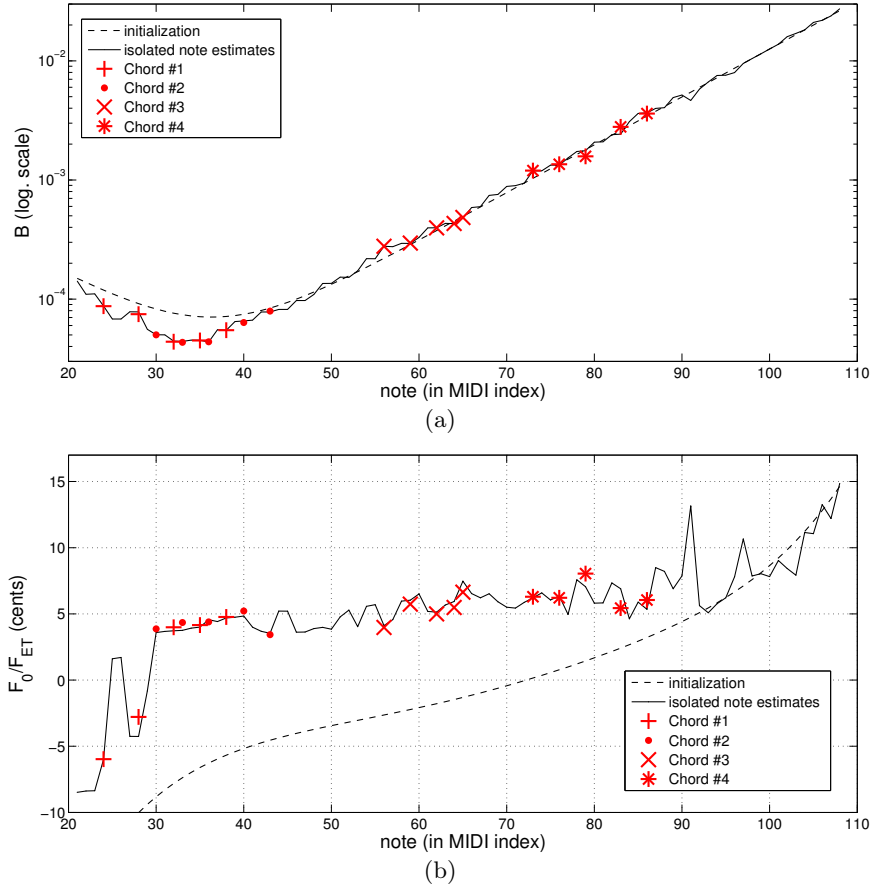 10^-2
10^-3
10^-4
B (log. scale)
initialization
isolated note estimates
Chord #1
Chord #2
Chord #3
Chord #4
20 30 40 50 60 70 80 90 100 110
note (in MIDI index)
(a)
15
10
5
0
−5
−10
F_0/F_ET (cents)
initialization
isolated note estimates
Chord #1
Chord #2
Chord #3
Chord #4
20 30 40 50 60 70 80 90 100 110
note (in MIDI index)
(b)